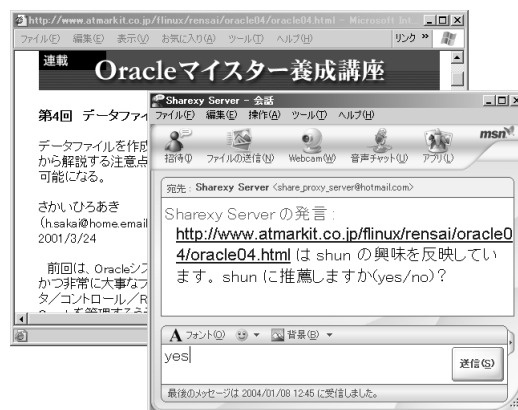 http://www.atmarkit.co.jp/flinux/rensai/oracle04/oracle04.html - Microsoft Int...
ファイル(F) 編集(E) 表示(V) お気に入り(A) ツール(T) ヘルプ(H) リンク »
連載
Oracleマイスター養成講座
第4回 データファイ
データファイルを作成
から解説する注意点
可能になる。
さかいひろあき
(h.sakai@home.email
2001/3/24
前回は、Oracleシス
かつ非常に大事なフ
タ/コントロール/R
Sharexy Server - 会話
ファイル(F) 編集(E) 操作(A) ツール(T) ヘルプ(H)
招待(I) ファイルの送信(N) Webcam(W) 音声チャット(U) アプリ(L) msn
宛先 : Sharexy Server <share_proxy_server@hotmail.com>
Sharexy Server の発言 :
http://www.atmarkit.co.jp/flinux/rensai/oracle0
4/oracle04.html は shun の興味を反映してい
ます。shun に推薦しますか(yes/no)?
A フォント(O) 背景(B)
yes
送信(S)
最後のメッセージは 2004/01/08 12:45 に受信しました。